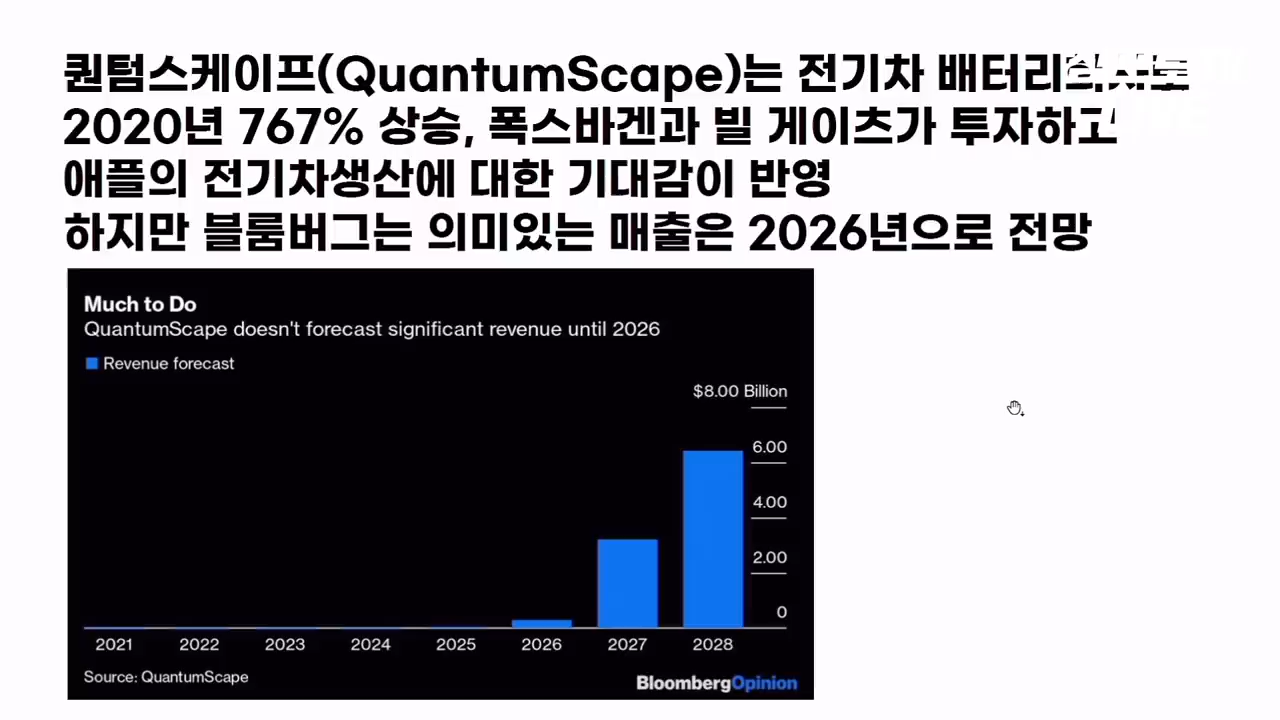 퀀텀스케이프(QuantumScape)는 전기차 배터리
2020년 767% 상승, 폭스바겐과 빌 게이츠가 투자하고
애플의 전기차생산에 대한 기대감이 반영
하지만 블룸버그는 의미있는 매출은 2026년으로 전망
Much to Do
QuantumScape doesn't forecast significant revenue until 2026
Revenue forecast
$8.00 Billion
6.00
4.00
2.00
0
2021 2022 2023 2024 2025 2026 2027 2028
Source: QuantumScape
BloombergOpinion